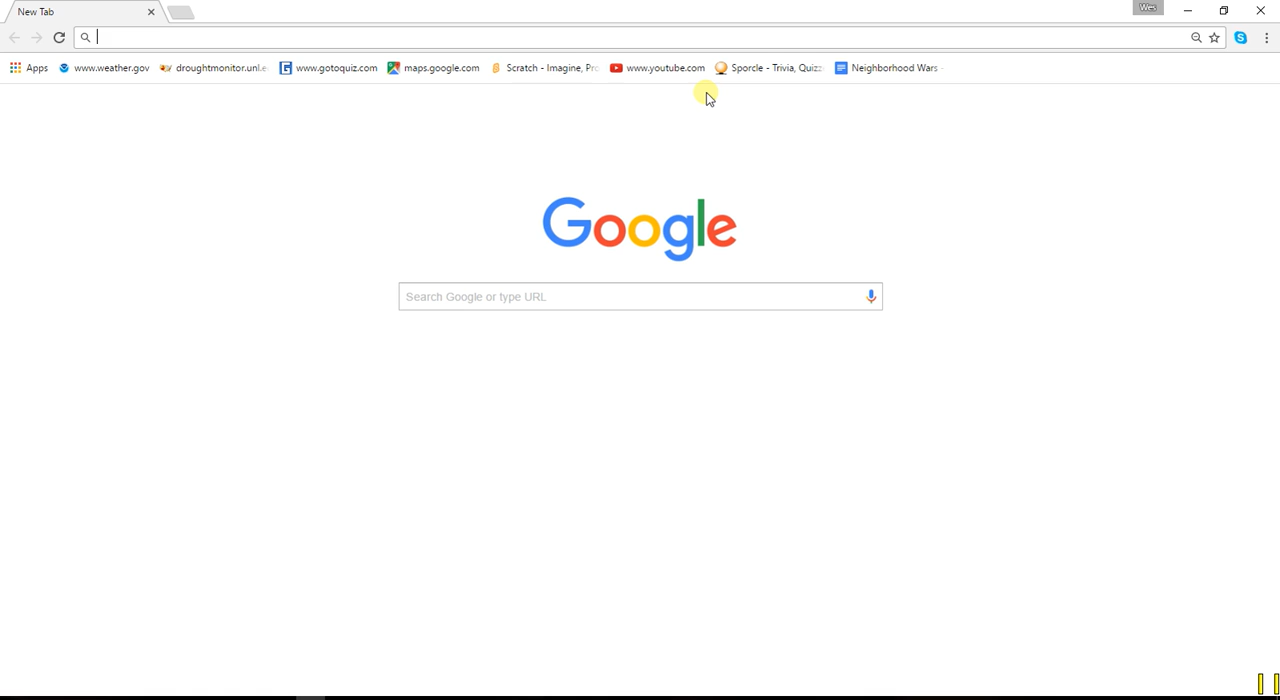 New Tab
Wes
Apps www.weather.gov droughtmonitor.unl.e www.gotoquiz.com maps.google.com Scratch - Imagine, Pro www.youtube.com Sporcle - Trivia, Quizz Neighborhood Wars -
Google
Search Google or type URL